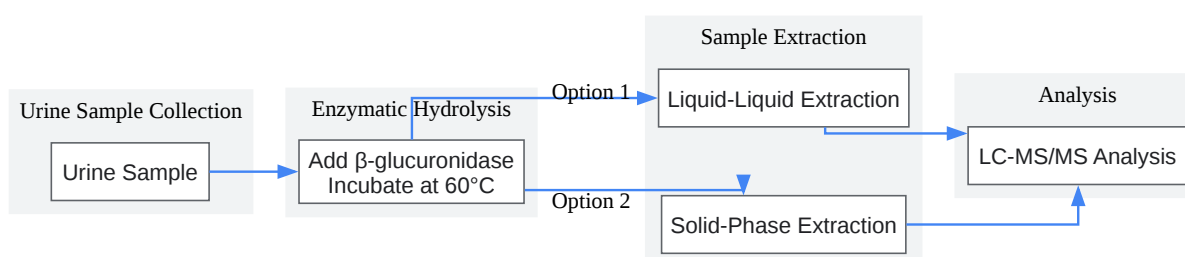 Urine Sample Collection
Urine Sample
Enzymatic Hydrolysis
Add β-glucuronidase
Incubate at 60°C
Option 1
Option 2
Sample Extraction
Liquid-Liquid Extraction
Solid-Phase Extraction
Analysis
LC-MS/MS Analysis